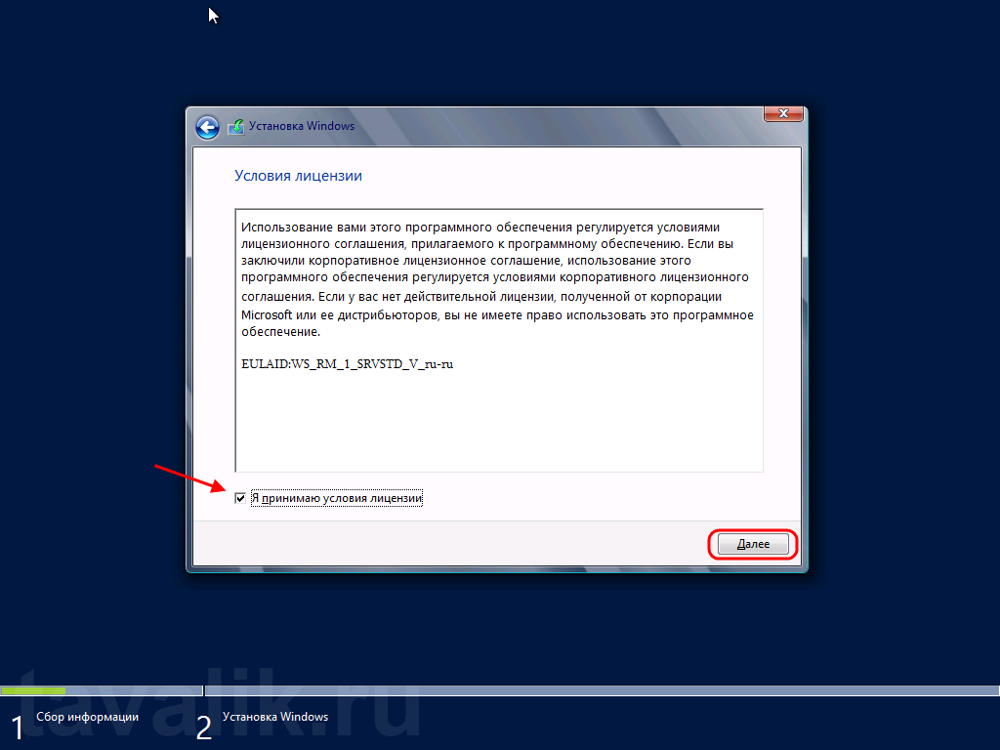 Установка Windows
Условия лицензии
Использование вами этого программного обеспечения регулируется условиями
лицензионного соглашения, прилагаемого к программному обеспечению. Если вы
заключили корпоративное лицензионное соглашение, использование этого
программного обеспечения регулируется условиями корпоративного лицензионного
соглашения. Если у вас нет действительной лицензии, полученной от корпорации
Microsoft или ее дистрибьюторов, вы не имеете право использовать это программное
обеспечение.
EULAID:WS_RM_1_SRVSTD_V_ru-ru
Я принимаю условия лицензии
Далее
tavalik.ru
1 Сбор информации
2 Установка Windows